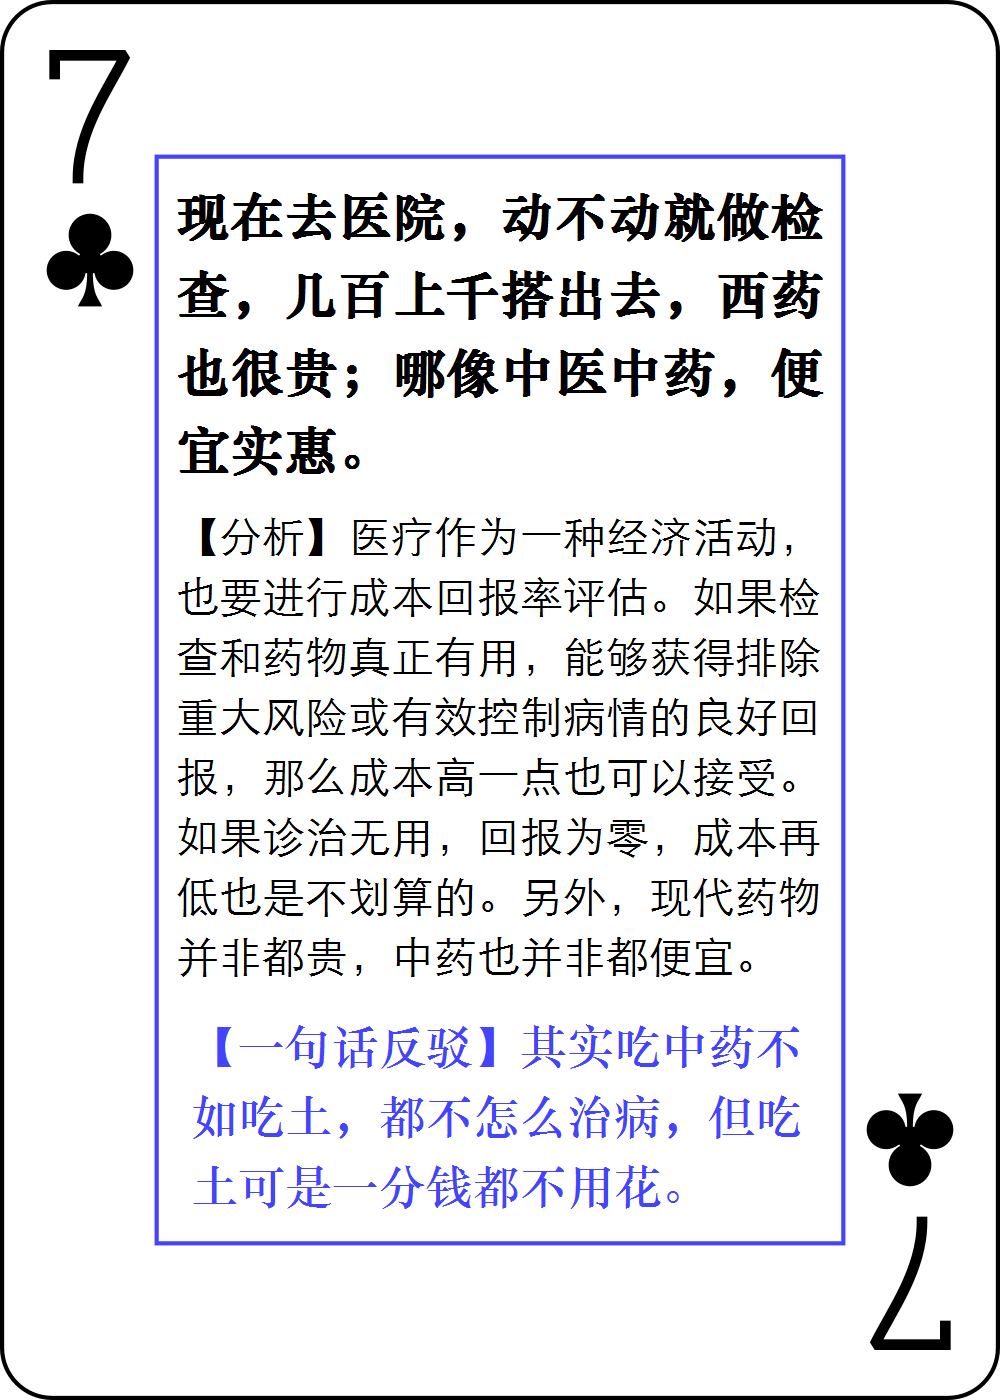 7
现在去医院，动不动就做检
查，几百上千搭出去，西药
也很贵；哪像中医中药，便
宜实惠。
【分析】医疗作为一种经济活动，
也要进行成本回报率评估。如果检
查和药物真正有用，能够获得排除
重大风险或有效控制病情的良好回
报，那么成本高一点也可以接受。
如果诊治无用，回报为零，成本再
低也是不划算的。另外，现代药物
并非都贵，中药也并非都便宜。
【一句话反驳】其实吃中药不
如吃土，都不怎么治病，但吃
土可是一分钱都不用花。
7